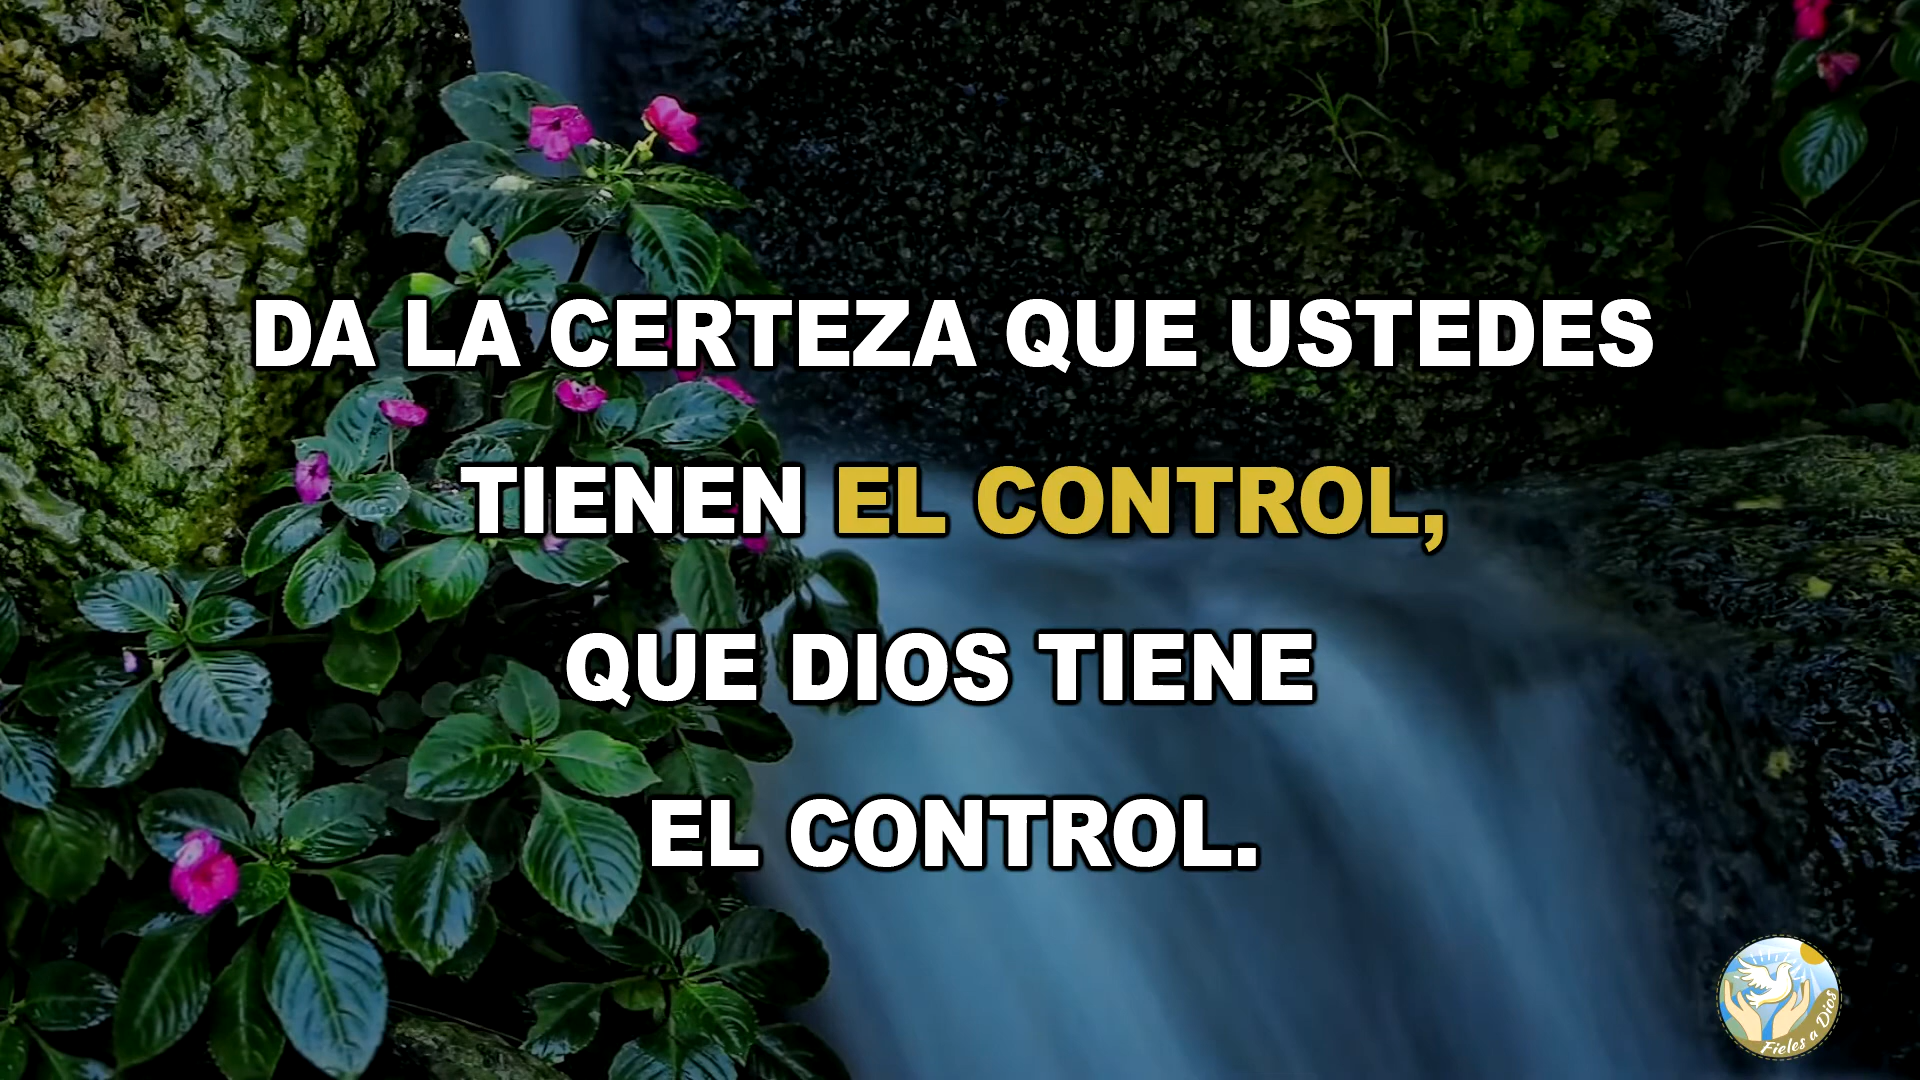 DA LA CERTEZA QUE USTEDES
TIENEN EL CONTROL,
QUE DIOS TIENE
EL CONTROL.
Fieles a Dios